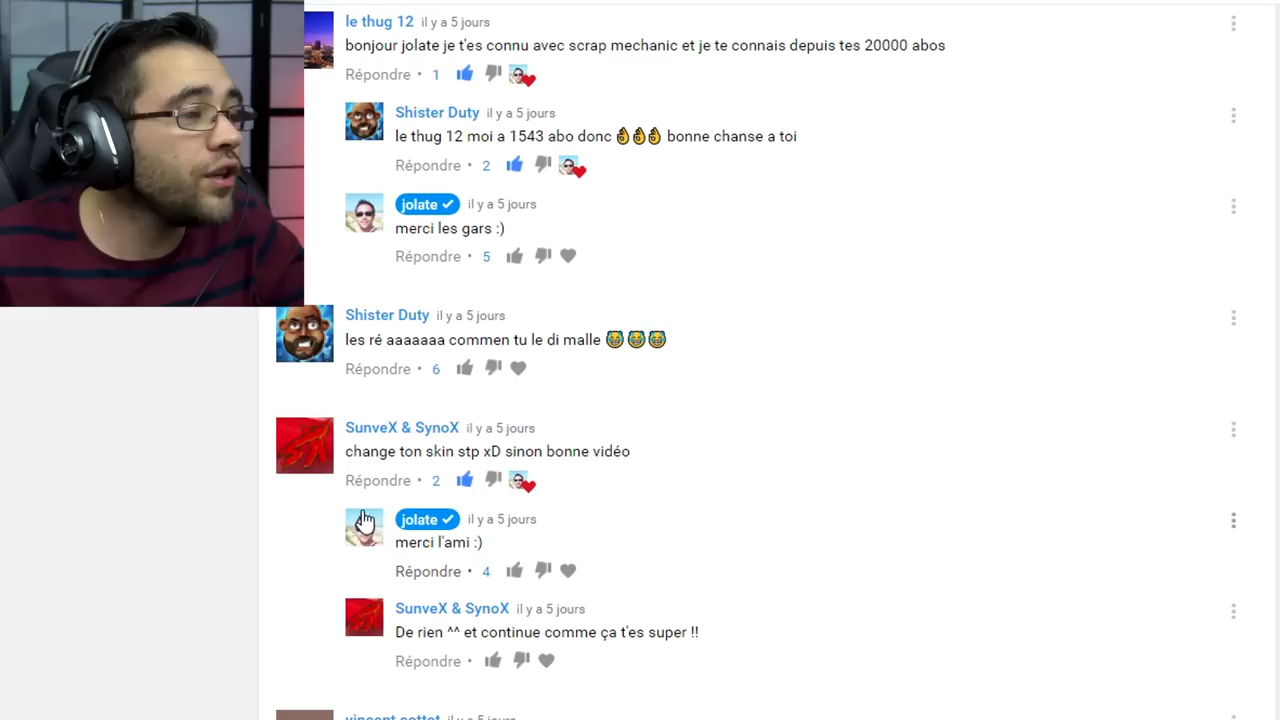 le thug 12 il y a 5 jours
bonjour jolate je t'es connu avec scrap mechanic et je te connais depuis tes 20000 abos
Répondre • 1
Shister Duty il y a 5 jours
le thug 12 moi a 1543 abo donc 👌👌👌 bonne chanse a toi
Répondre • 2
jolate ✓ il y a 5 jours
merci les gars :)
Répondre • 5
Shister Duty il y a 5 jours
les ré aaaaaaa commen tu le di malle 😹😹😹
Répondre • 6
SunveX & SynoX il y a 5 jours
change ton skin stp xD sinon bonne vidéo
Répondre • 2
jolate ✓ il y a 5 jours
merci l'ami :)
Répondre • 4
SunveX & SynoX il y a 5 jours
De rien ^^ et continue comme ça t'es super !!
Répondre •
vincent cottet il y a 5 jours